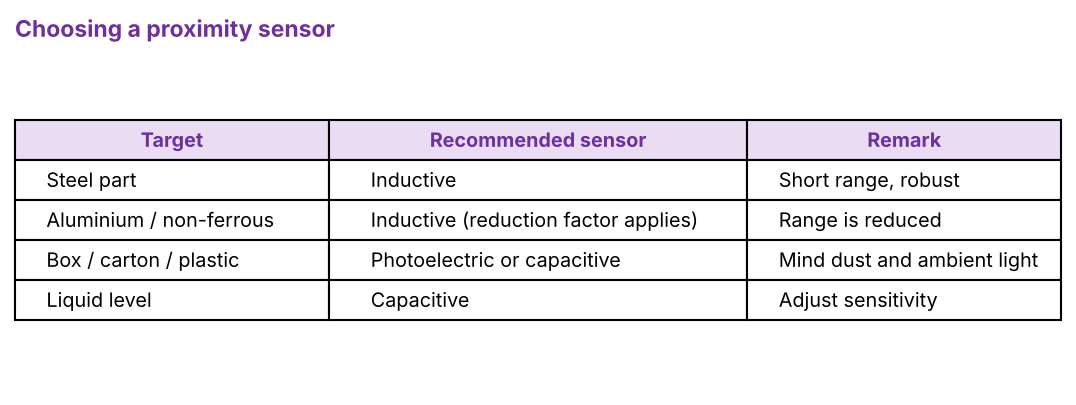 Choosing a proximity sensor
Target Recommended sensor Remark
Steel part Inductive Short range, robust
Aluminium / non-ferrous Inductive (reduction factor applies) Range is reduced
Box / carton / plastic Photoelectric or capacitive Mind dust and ambient light
Liquid level Capacitive Adjust sensitivity